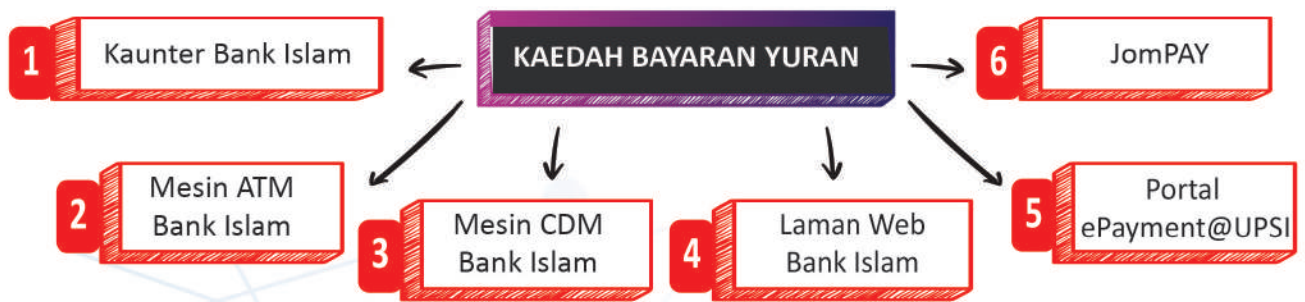 KAEDAH BAYARAN YURAN
1
Kaunter Bank Islam
2
Mesin ATM
Bank Islam
3
Mesin CDM
Bank Islam
4
Laman Web
Bank Islam
5
Portal
ePayment@UPSI
6
JomPAY